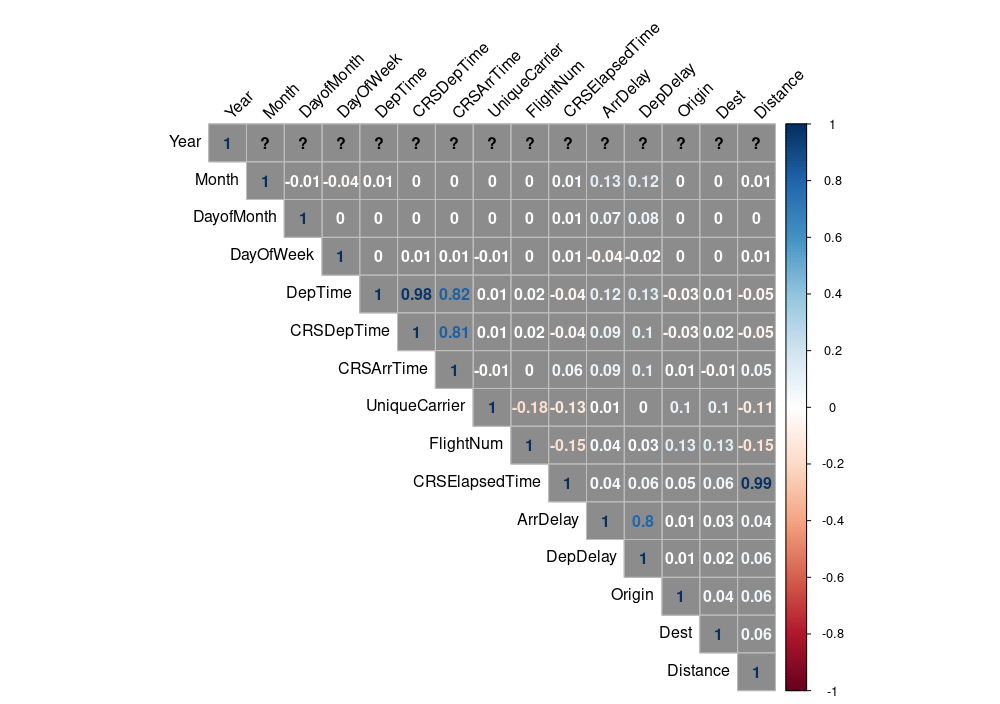 Year Month DayofMonth DayOfWeek DepTime CRSDepTime CRSArrTime UniqueCarrier FlightNum CRSElapsedTime ArrDelay DepDelay Origin Dest Distance
Year 1 ? ? ? ? ? ? ? ? ? ? ? ? ? ?
Month 1 -0.01 -0.04 0.01 0 0 0 0 0.01 0.13 0.12 0 0 0.01
DayofMonth 1 0 0 0 0 0 0 0.01 0.07 0.08 0 0 0
DayOfWeek 1 0 0.01 0.01 -0.01 0 0.01 -0.04 -0.02 0 0 0.01
DepTime 1 0.98 0.82 0.01 0.02 -0.04 0.12 0.13 -0.03 0.01 -0.05
CRSDepTime 1 0.81 0.01 0.02 -0.04 0.09 0.1 -0.03 0.02 -0.05
CRSArrTime 1 -0.01 0 0.06 0.09 0.1 0.01 -0.01 0.05
UniqueCarrier 1 -0.18 -0.13 0.01 0 0.1 0.1 -0.11
FlightNum 1 -0.15 0.04 0.03 0.13 0.13 -0.15
CRSElapsedTime 1 0.04 0.06 0.05 0.06 0.99
ArrDelay 1 0.8 0.01 0.03 0.04
DepDelay 1 0.01 0.02 0.06
Origin 1 0.04 0.06
Dest 1 0.06
Distance 1
1
0.8
0.6
0.4
0.2
0
-0.2
-0.4
-0.6
-0.8
-1